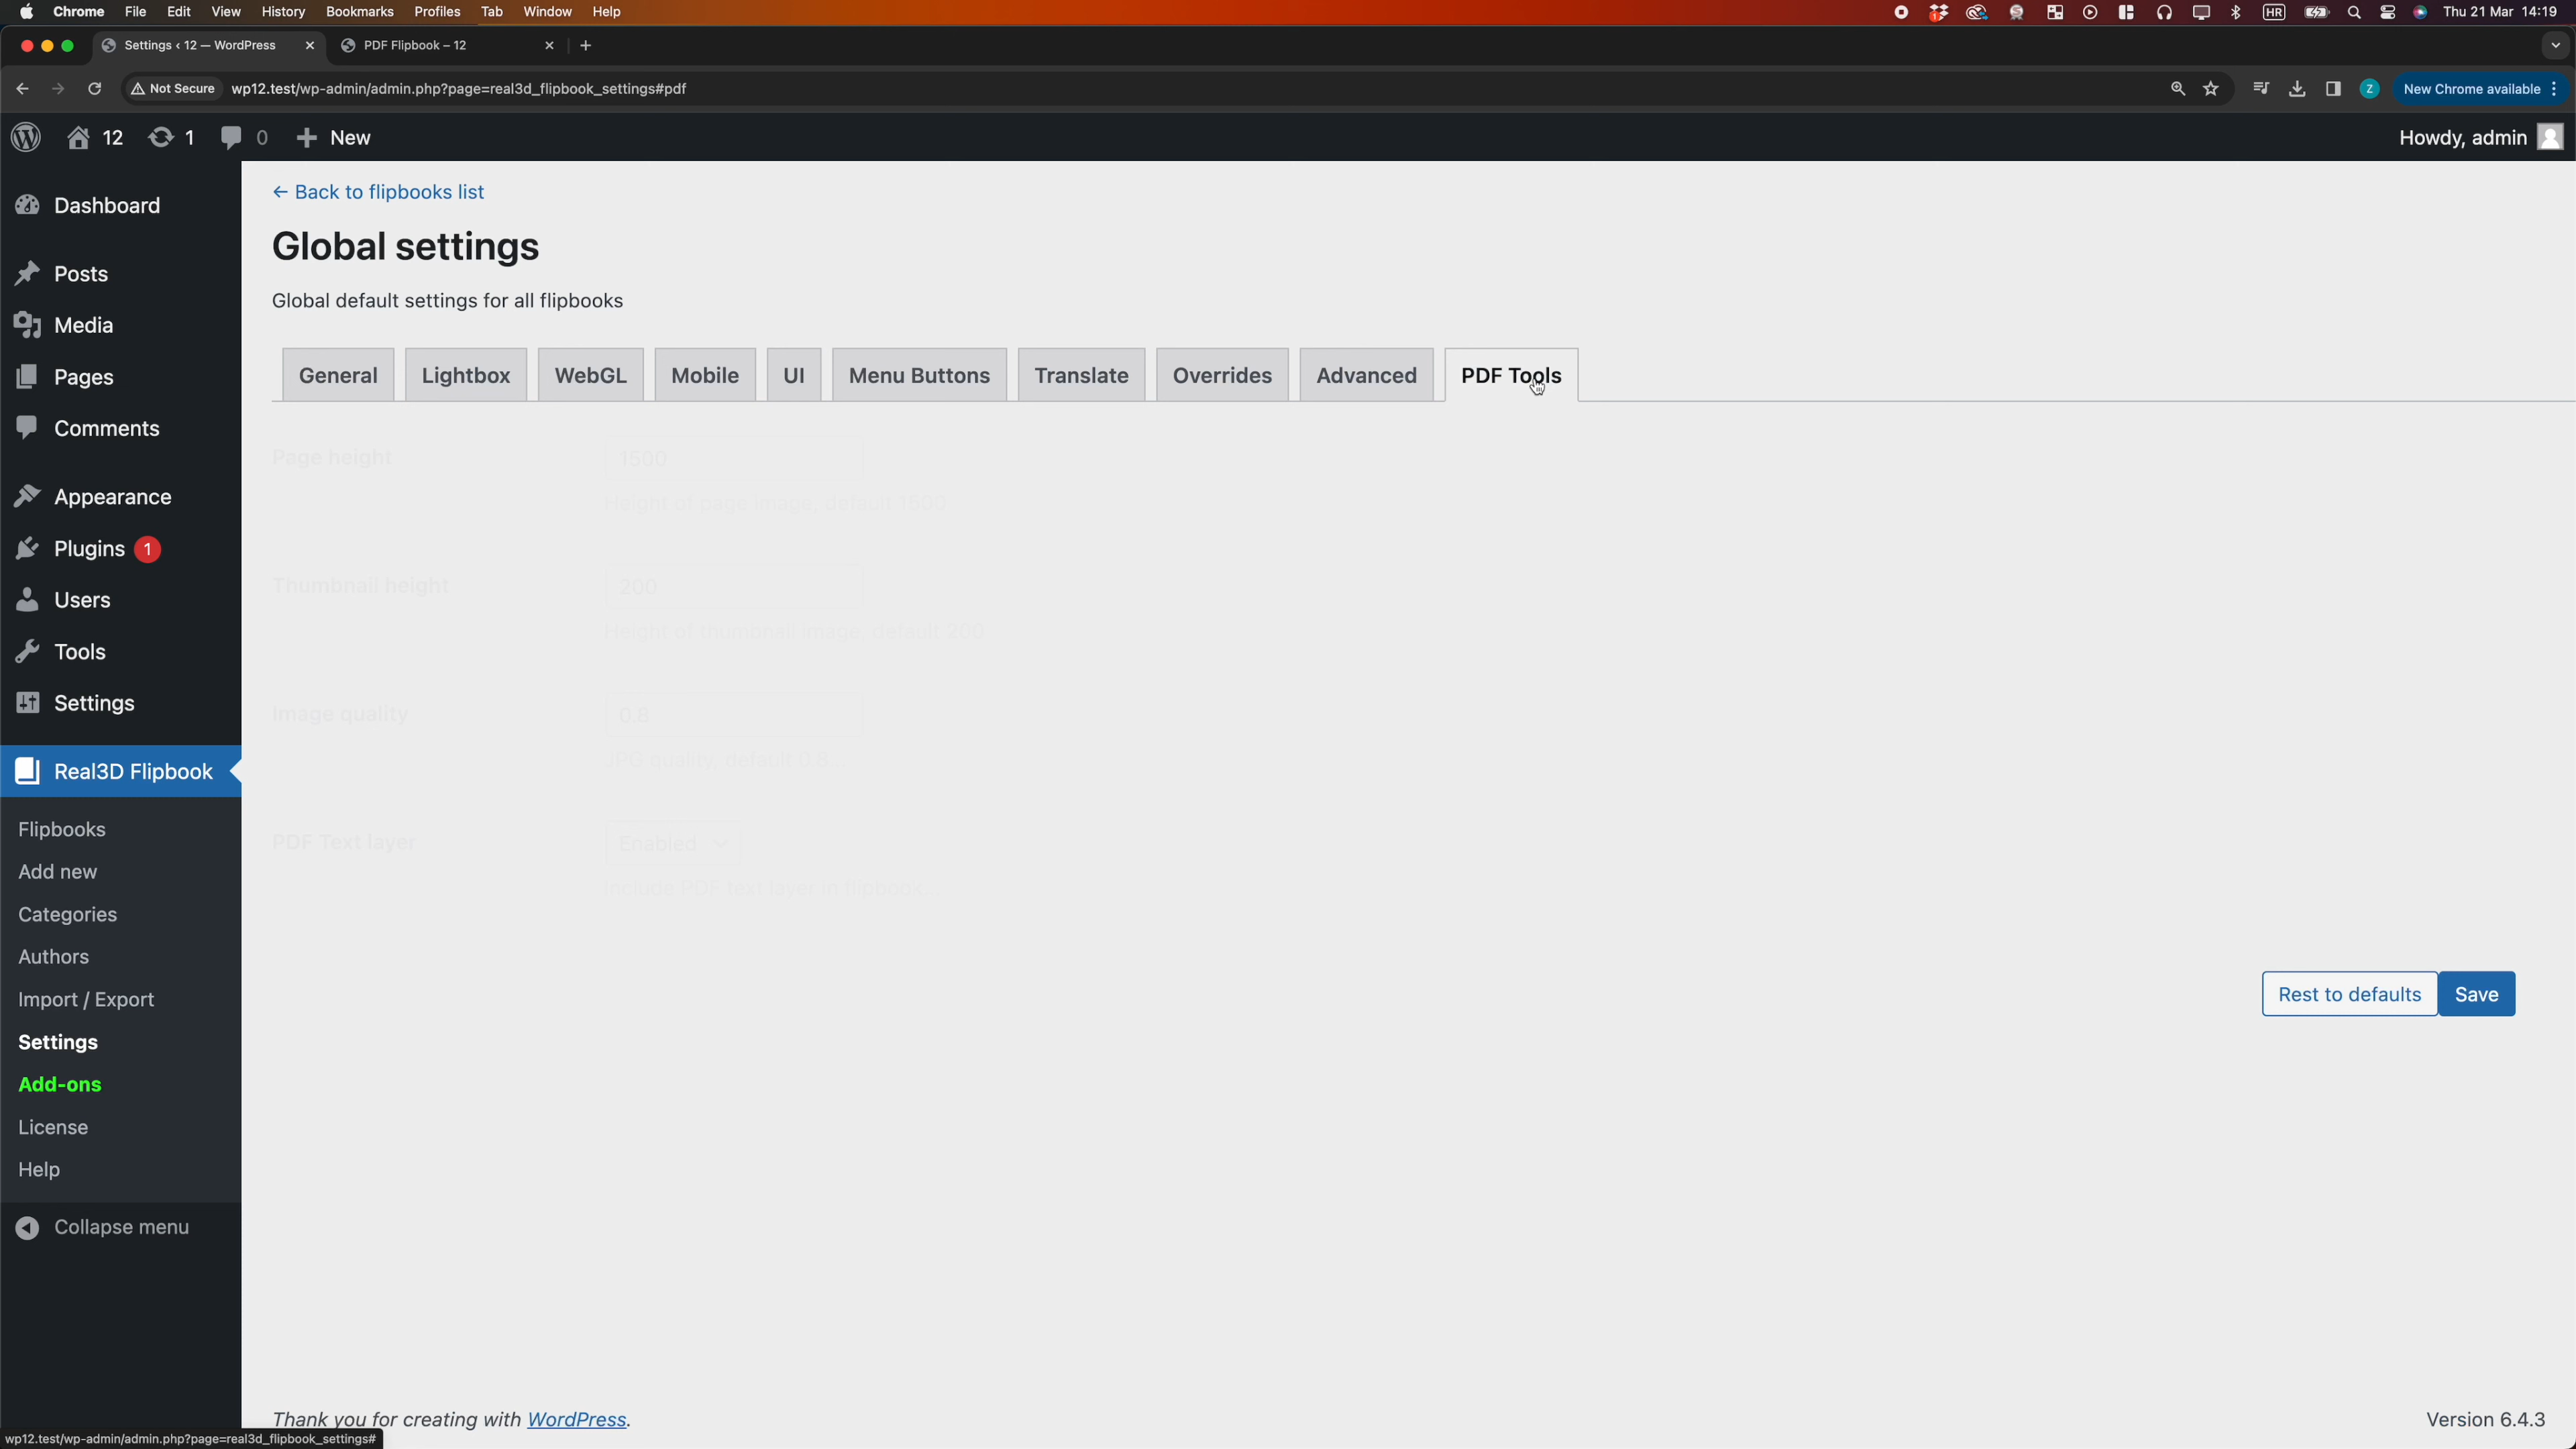 Chrome File Edit View History Bookmarks Profiles Tab Window Help
1 HR Thu 21 Mar 14:19
Settings ‹ 12 — WordPress
PDF Flipbook – 12
Not Secure wp12.test/wp-admin/admin.php?page=real3d_flipbook_settings#pdf
Z New Chrome available
12 1 0 New
Howdy, admin
Dashboard
Posts
Media
Pages
Comments
Appearance
Plugins 1
Users
Tools
Settings
Real3D Flipbook
Flipbooks
Add new
Categories
Authors
Import / Export
Settings
Add-ons
License
Help
Collapse menu
← Back to flipbooks list
Global settings
Global default settings for all flipbooks
General Lightbox WebGL Mobile UI Menu Buttons Translate Overrides Advanced PDF Tools
Page height 1500
Height of page image, default 1500
Thumbnail height 200
Height of thumbnail image, default 200
Image quality 0.8
JPG quality, default 0.8
PDF Text layer Enabled
Include PDF text layer in flipbook.
Rest to defaults Save
Thank you for creating with WordPress.
Version 6.4.3
wp12.test/wp-admin/admin.php?page=real3d_flipbook_settings#